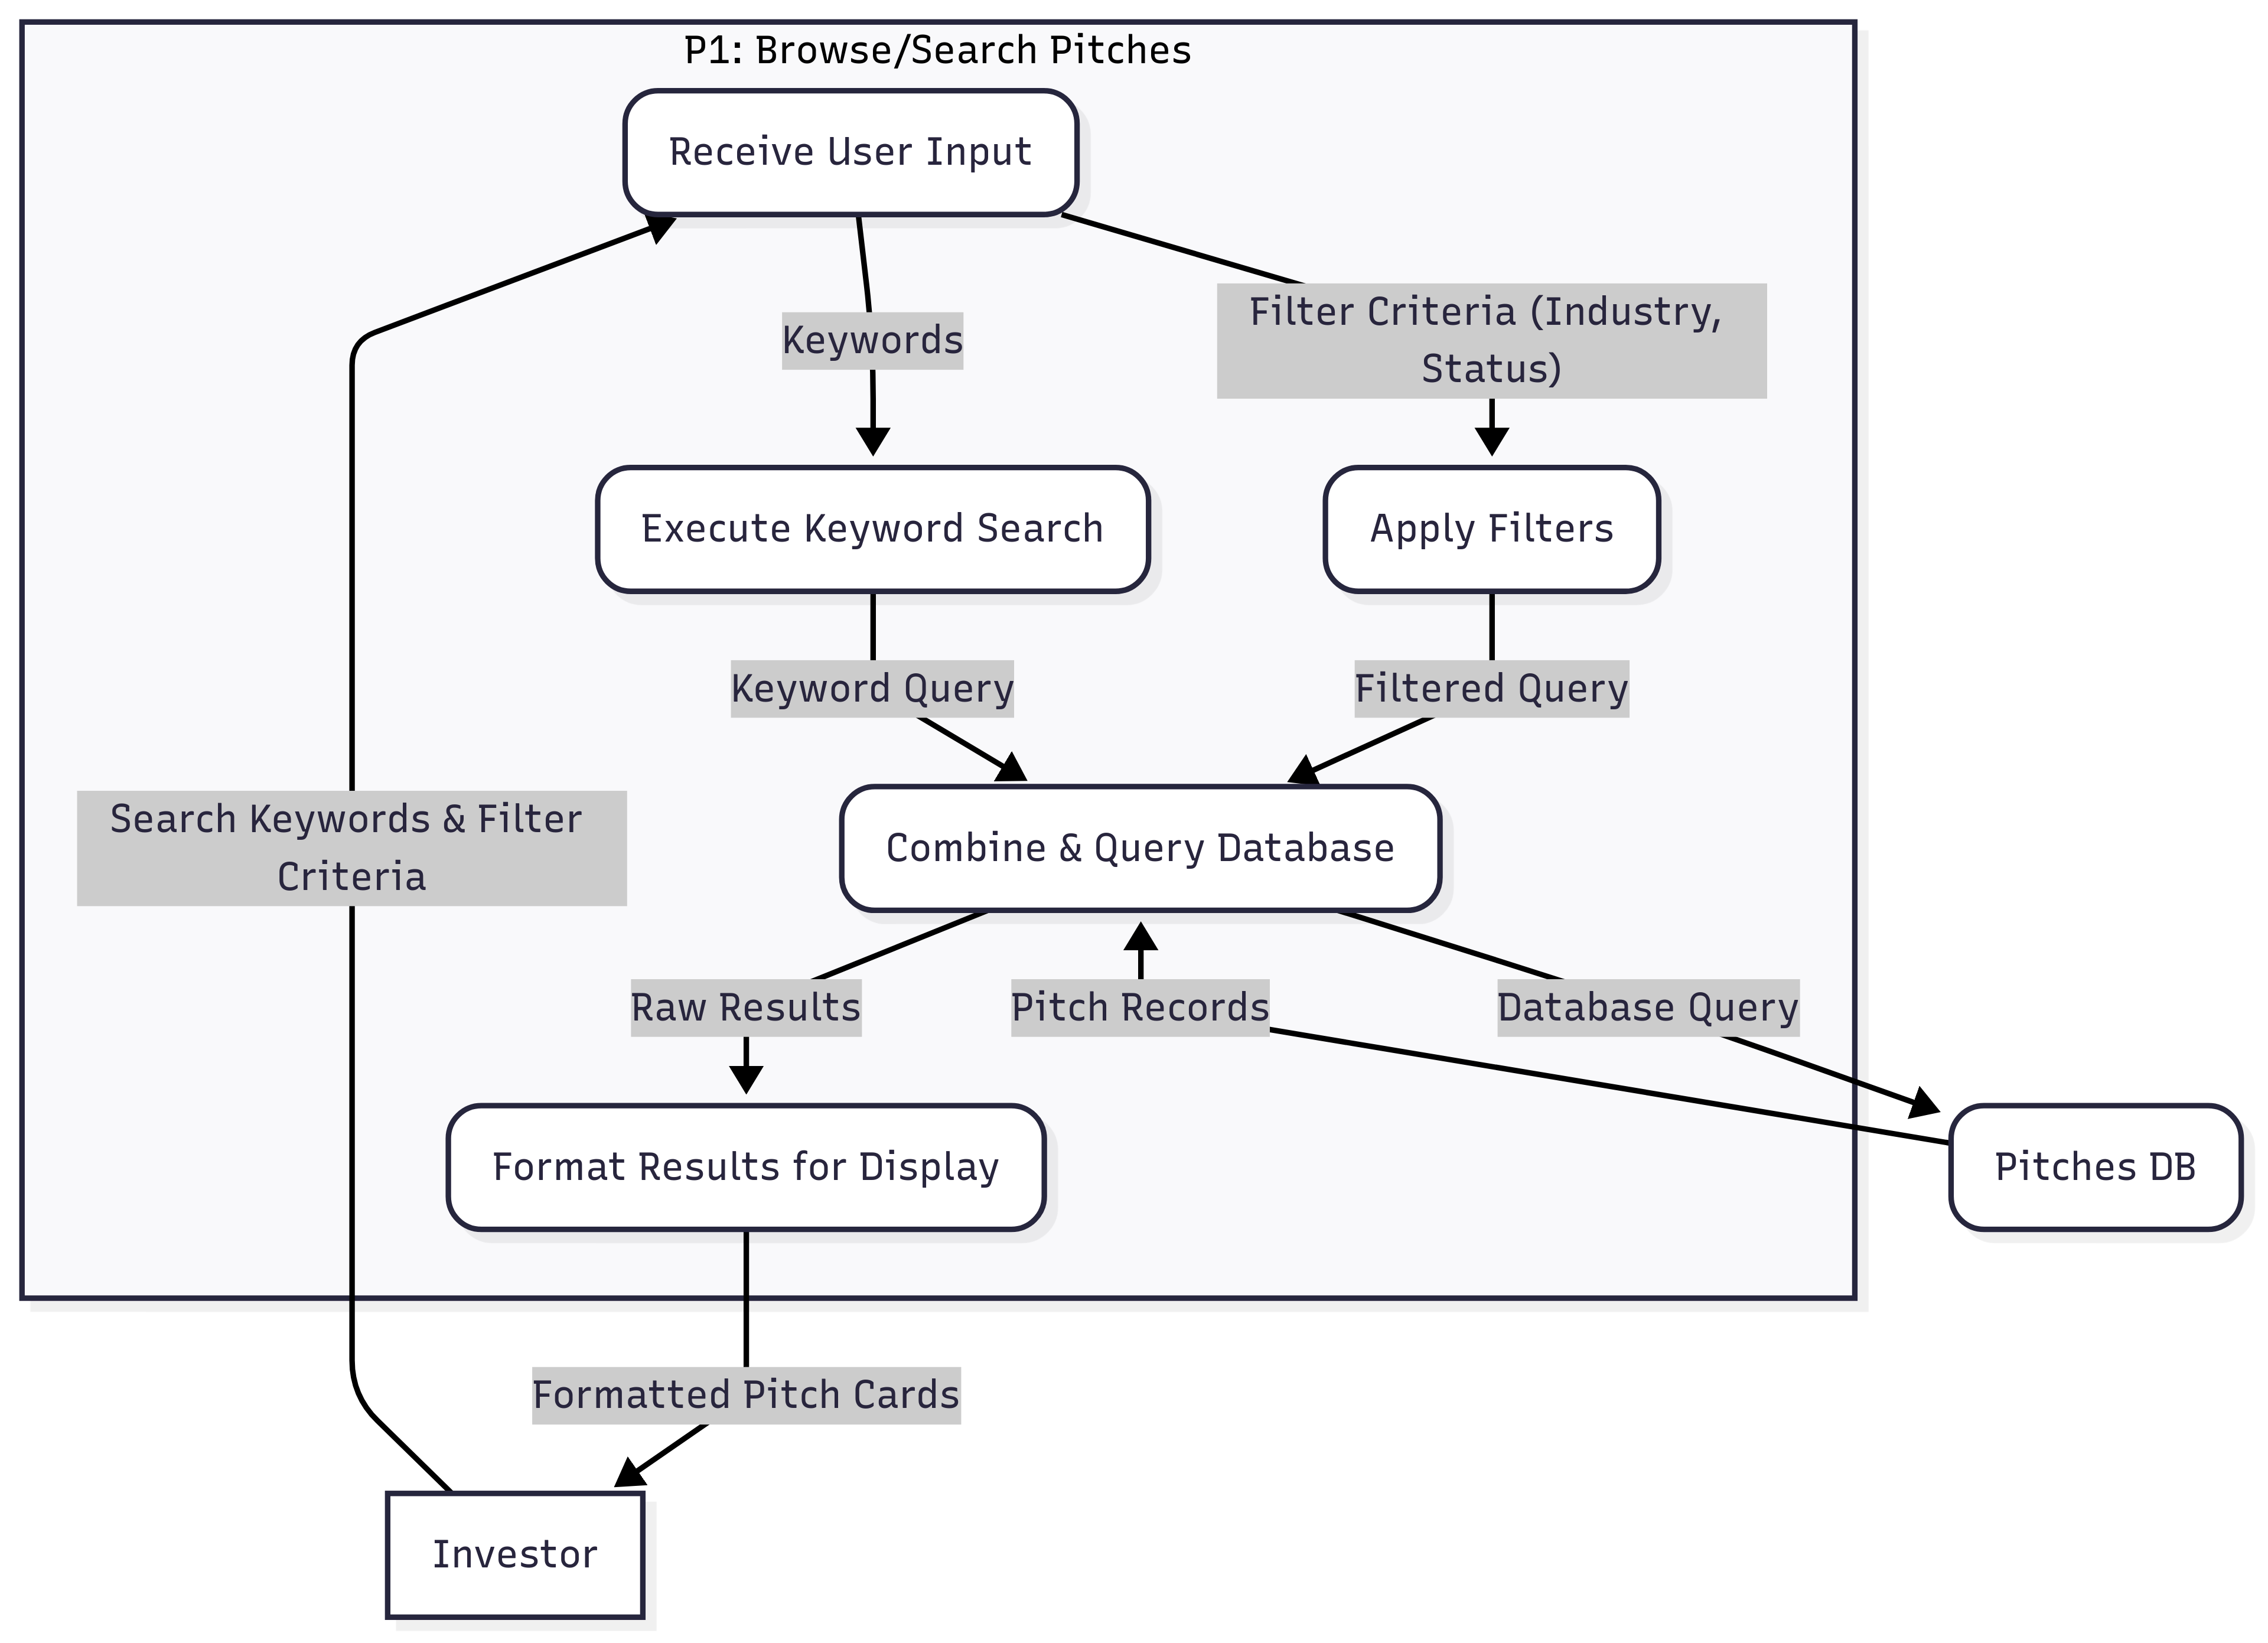 P1: Browse/Search Pitches
Receive User Input
Keywords
Filter Criteria (Industry,
Status)
Execute Keyword Search
Apply Filters
Keyword Query
Filtered Query
Search Keywords & Filter
Criteria
Combine & Query Database
Raw Results
Pitch Records
Database Query
Format Results for Display
Pitches DB
Formatted Pitch Cards
Investor